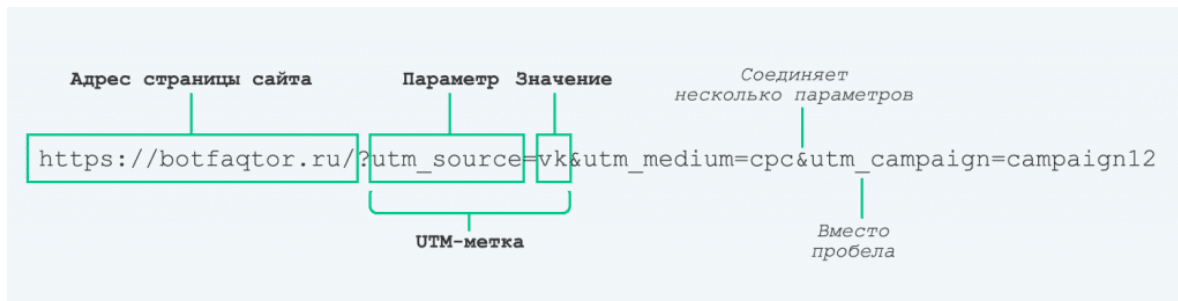 Адрес страницы сайта
Параметр Значение
Соединяет
несколько параметров
https://botfaqtor.ru/?utm_source=vk&utm_medium=cpc&utm_campaign=campaign12
UTM-метка
Вместо
пробела